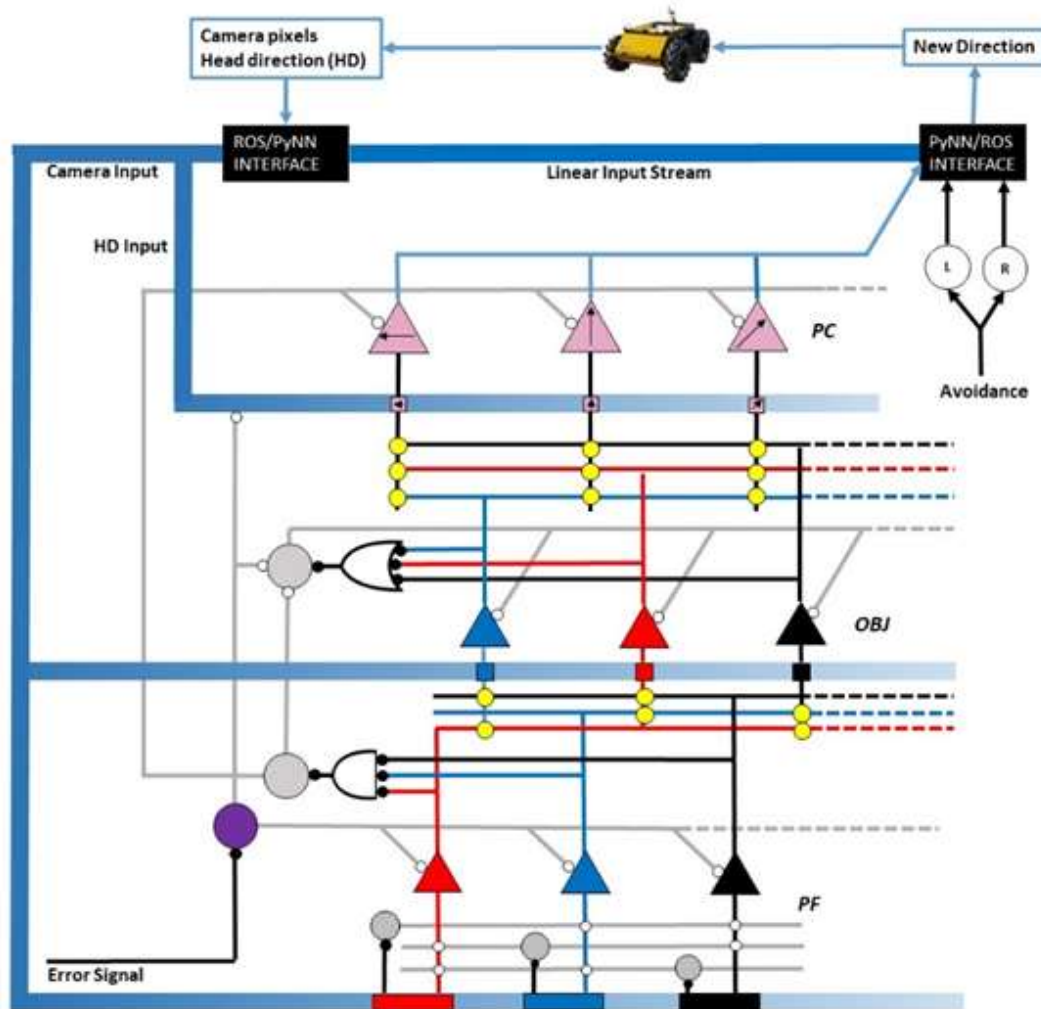 Camera pixels
Head direction (HD)
New Direction
ROS/PyNN
INTERFACE
PyNN/ROS
INTERFACE
Camera Input
Linear Input Stream
HD Input
L
R
PC
Avoidance
OBJ
PF
Error Signal